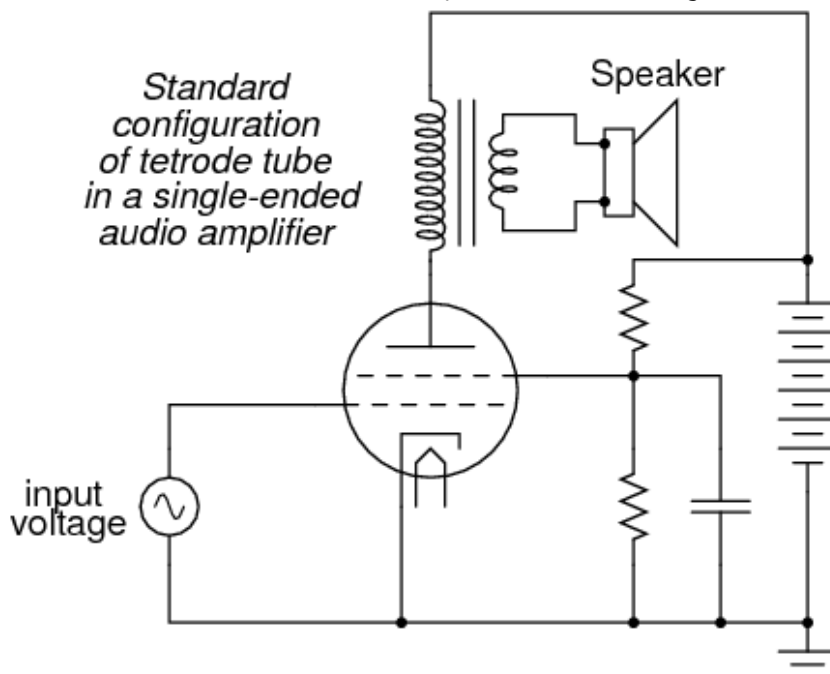 Standard
configuration
of tetrode tube
in a single-ended
audio amplifier
Speaker
input
voltage